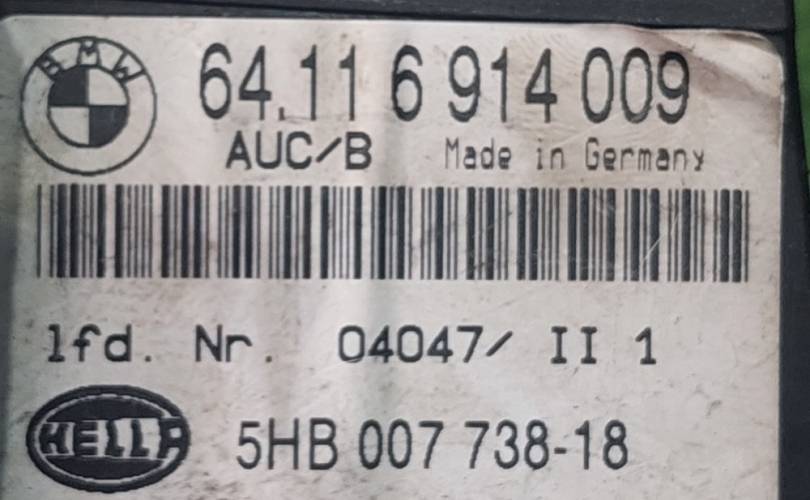 BMW
64.11 6 914 009
AUC/B Made in Germany
lfd. Nr. 04047/ II 1
HELLA 5HB 007 738-18